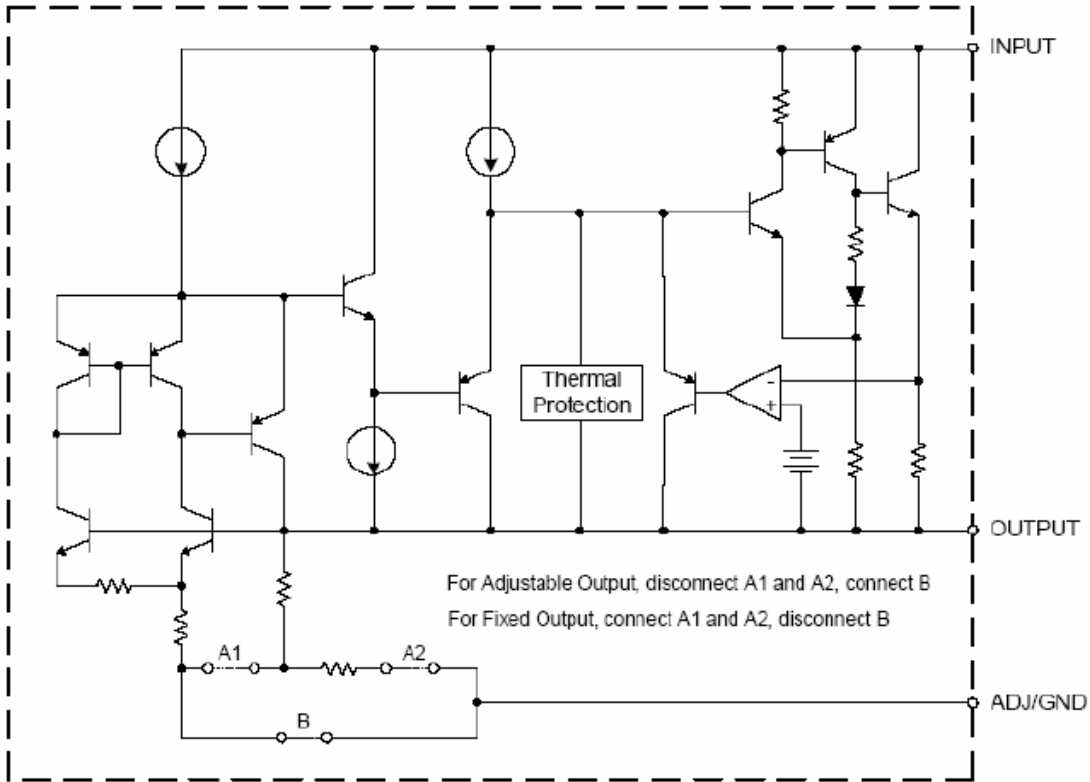 INPUT
Thermal
Protection
-
+
OUTPUT
For Adjustable Output, disconnect A1 and A2, connect B
For Fixed Output, connect A1 and A2, disconnect B
A1
A2
ADJ/GND
B